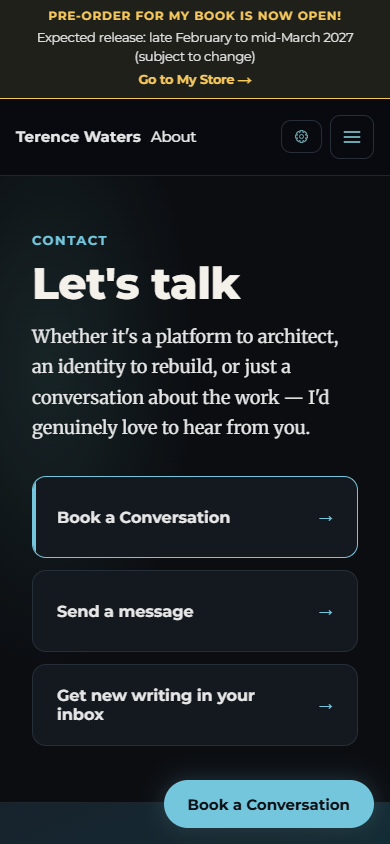 PRE-ORDER FOR MY BOOK IS NOW OPEN!
Expected release: late February to mid-March 2027
(subject to change)
Go to My Store →
Terence Waters About
CONTACT
Let's talk
Whether it's a platform to architect,
an identity to rebuild, or just a
conversation about the work — I'd
genuinely love to hear from you.
Book a Conversation →
Send a message →
Get new writing in your
inbox →
Book a Conversation